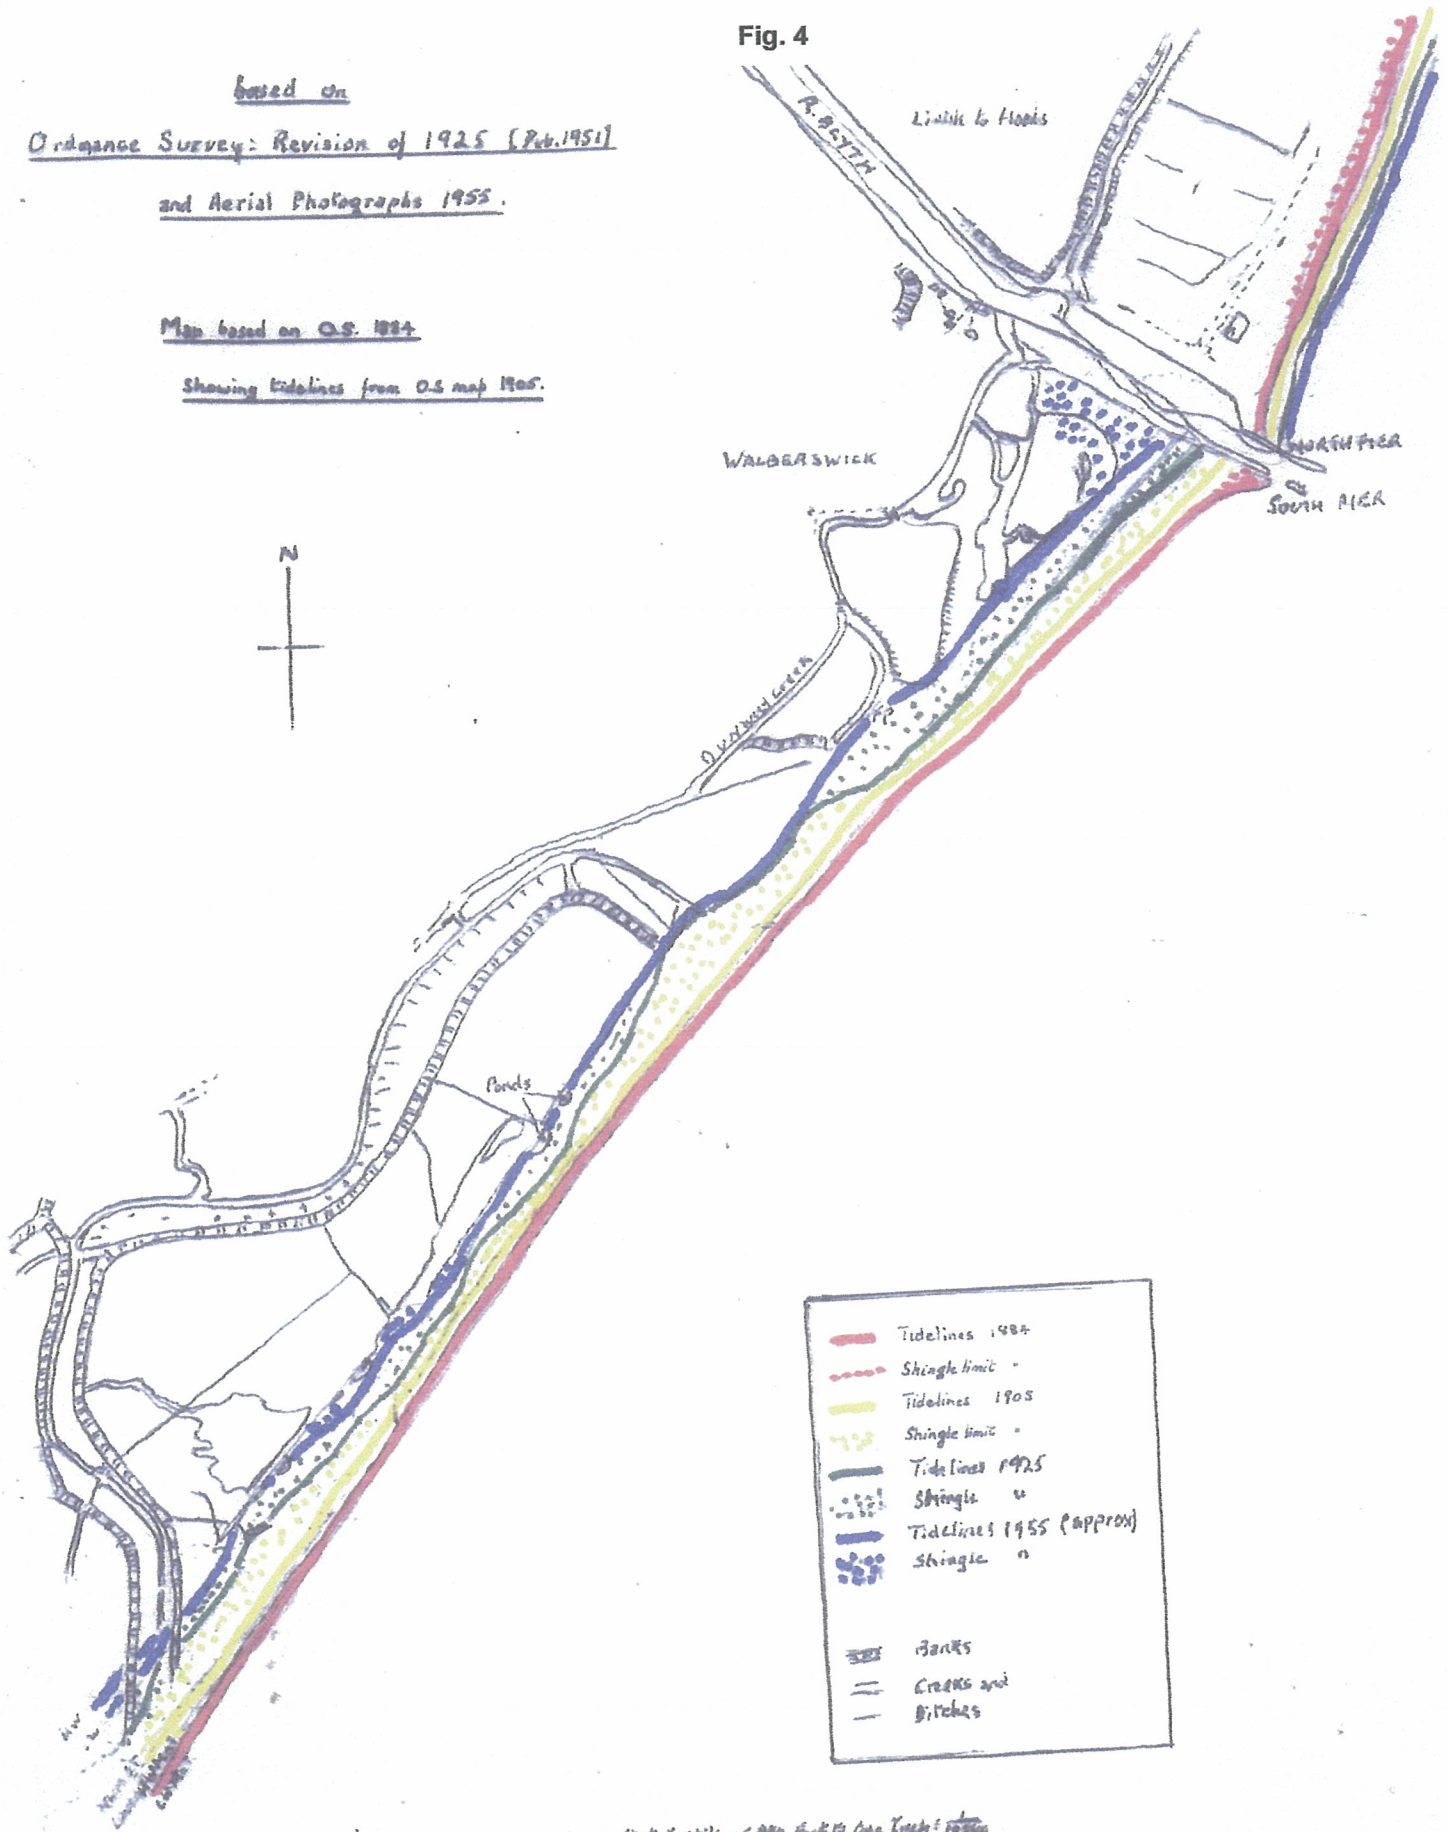 Fig. 4
based on
Ordnance Survey: Revision of 1925 [Pub. 1951]
and Aerial Photographs 1955.
Map based on O.S. 1884
Showing tidelines from O.S map 1905.
R. BLYTH
WALBERSWICK
NORTH PIER
SOUTH PIER
N
FP
Dunwich Creek
Ponds
Tidelines 1884
Shingle limit "
Tidelines 1905
Shingle limit "
Tidelines 1925
Shingle "
Tidelines 1955 (approx)
Shingle "
Banks
Creeks and
Ditches